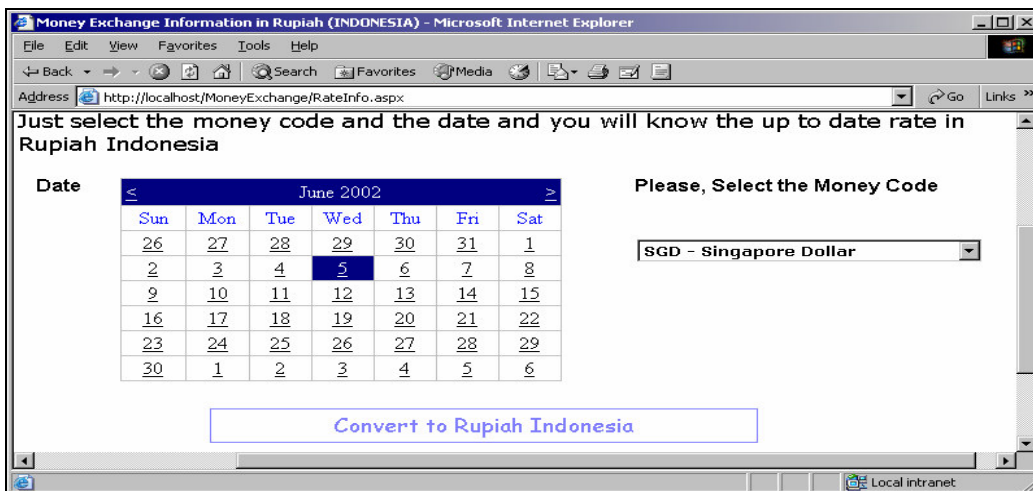 Money Exchange Information in Rupiah (INDONESIA) - Microsoft Internet Explorer
File Edit View Favorites Tools Help
Back Search Favorites Media
Address http://localhost/MoneyExchange/RateInfo.aspx Go Links »
Just select the money code and the date and you will know the up to date rate in
Rupiah Indonesia
Date
< June 2002 >
Sun Mon Tue Wed Thu Fri Sat
26 27 28 29 30 31 1
2 3 4 5 6 7 8
9 10 11 12 13 14 15
16 17 18 19 20 21 22
23 24 25 26 27 28 29
30 1 2 3 4 5 6
Please, Select the Money Code
SGD - Singapore Dollar
Convert to Rupiah Indonesia
Local intranet